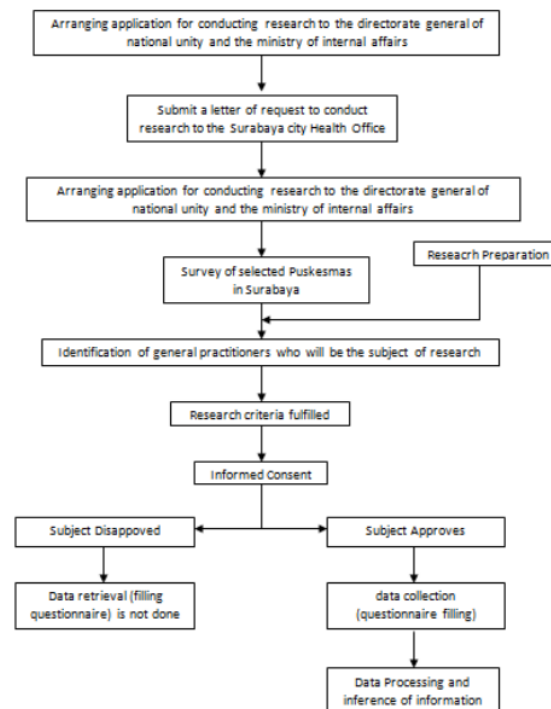 Arranging application for conducting research to the directorate general of
national unity and the ministry of internal affairs
Submit a letter of request to conduct
research to the Surabaya city Health Office
Arranging application for conducting research to the directorate general of
national unity and the ministry of internal affairs
Survey of selected Puskesmas
in Surabaya
Reseacrh Preparation
Identification of general practitioners who will be the subject of research
Research criteria fulfilled
Informed Consent
Subject Disappoved
Subject Approves
Data retrieval (filling
questionnaire) is not done
data collection
(questionnaire filling)
Data Processing and
inference of information